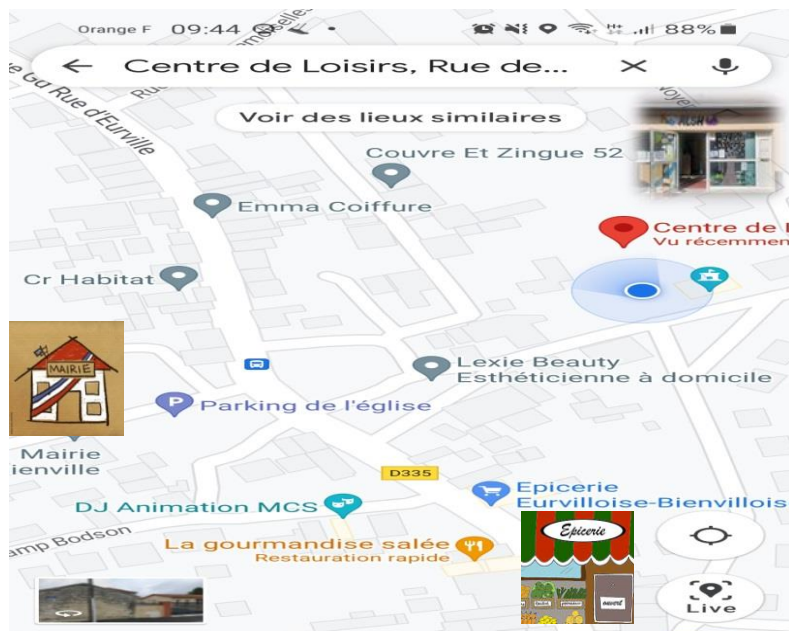 Orange F 09:44 88%
Centre de Loisirs, Rue de...
Voir des lieux similaires
Rue d'Eurville
Couvre Et Zingue 52
Emma Coiffure
Centre de
Vu récemmen
Cr Habitat
MAIRIE
Lexie Beauty
Esthéticienne à domicile
Parking de l'église
Mairie
ienville
D335
Epicerie
Eurvilloise-Bienvillois
DJ Animation MCS
amp Bodson
La gourmandise salée
Restauration rapide
Epicerie
ouvert
Live